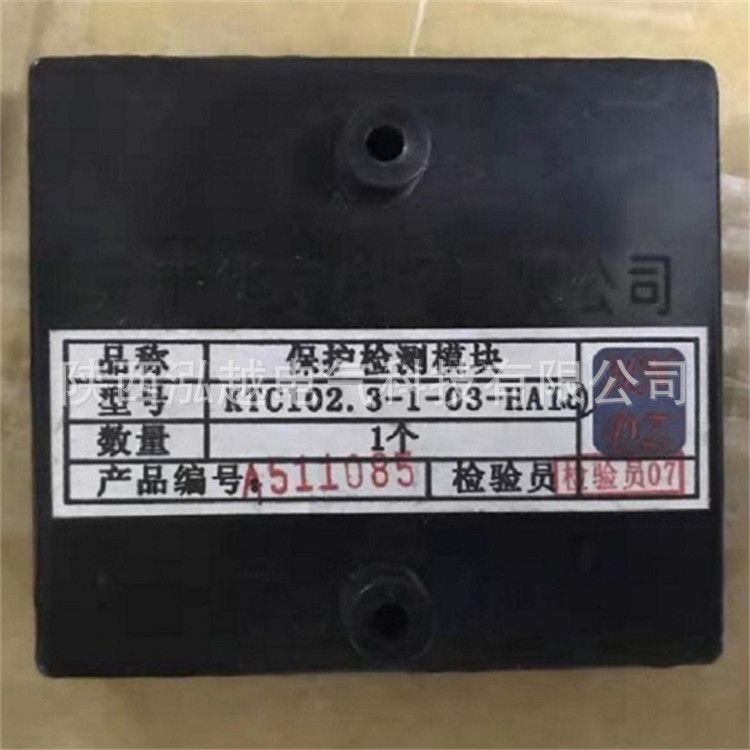 公司
品称 保护检测模块
陕西泓越电气科技有限公司
型号 KTC102.3-1-03-HA18Q
数量 1个
产品编号: A511085 检验员 检验员07